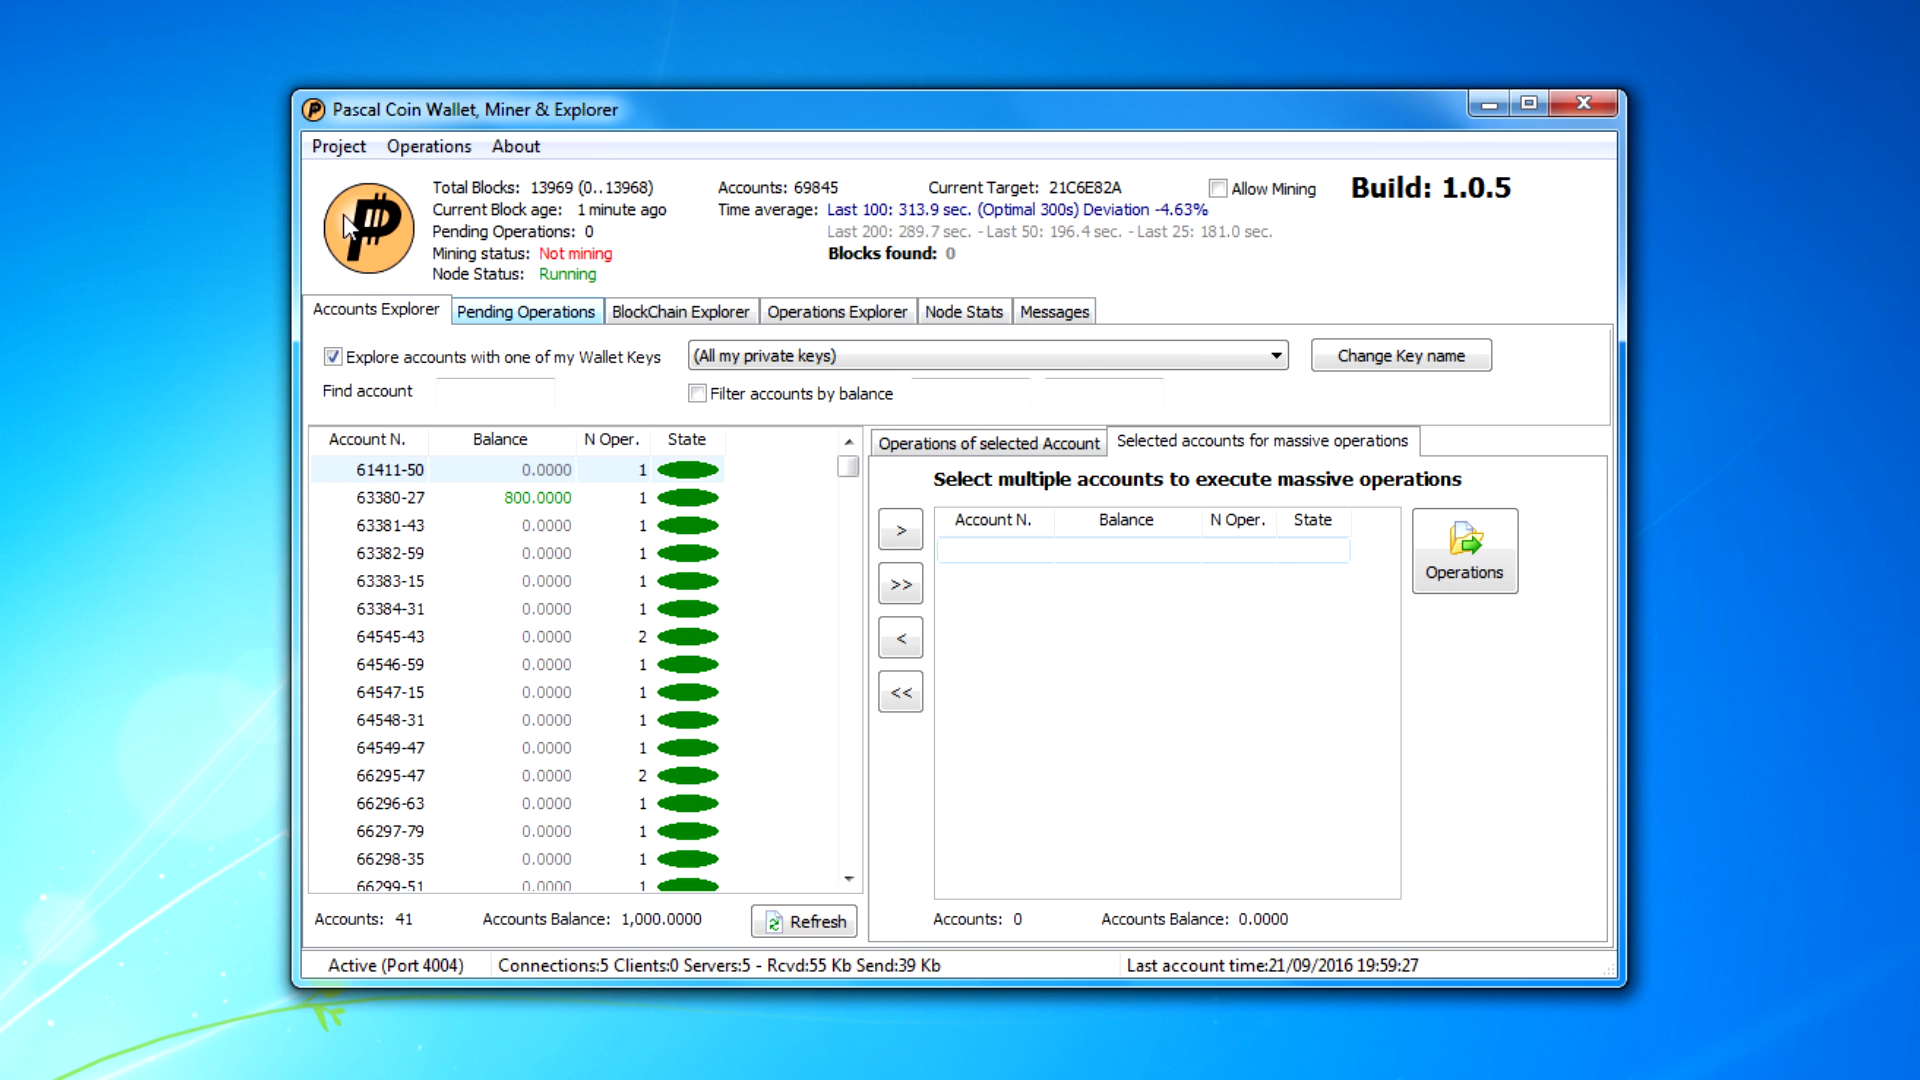 Pascal Coin Wallet, Miner & Explorer
Project Operations About
Total Blocks: 13969 (0..13968) Accounts: 69845 Current Target: 21C6E82A Allow Mining Build: 1.0.5
Current Block age: 1 minute ago Time average: Last 100: 313.9 sec. (Optimal 300s) Deviation -4.63%
Pending Operations: 0 Last 200: 289.7 sec. - Last 50: 196.4 sec. - Last 25: 181.0 sec.
Mining status: Not mining Blocks found: 0
Node Status: Running
Accounts Explorer Pending Operations BlockChain Explorer Operations Explorer Node Stats Messages
Explore accounts with one of my Wallet Keys (All my private keys) Change Key name
Find account Filter accounts by balance
Account N. Balance N Oper. State
61411-50 0.0000 1
63380-27 800.0000 1
63381-43 0.0000 1
63382-59 0.0000 1
63383-15 0.0000 1
63384-31 0.0000 1
64545-43 0.0000 2
64546-59 0.0000 1
64547-15 0.0000 1
64548-31 0.0000 1
64549-47 0.0000 1
66295-47 0.0000 2
66296-63 0.0000 1
66297-79 0.0000 1
66298-35 0.0000 1
66299-51 0.0000 1
Accounts: 41 Accounts Balance: 1,000.0000 Refresh
Operations of selected Account Selected accounts for massive operations
Select multiple accounts to execute massive operations
Account N. Balance N Oper. State
>
>>
<
<<
Operations
Accounts: 0 Accounts Balance: 0.0000
Active (Port 4004) Connections:5 Clients:0 Servers:5 - Rcvd:55 Kb Send:39 Kb Last account time:21/09/2016 19:59:27